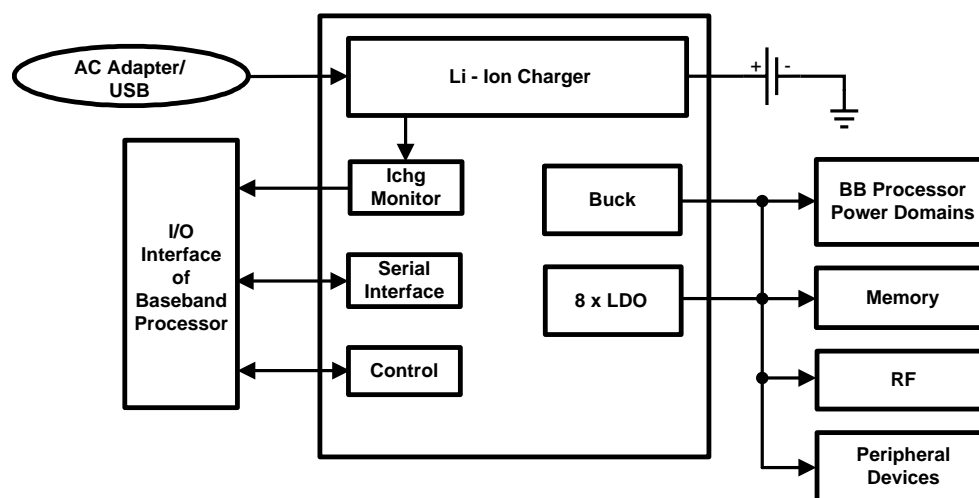 AC Adapter/
USB
Li - Ion Charger
+
-
Ichg
Monitor
Buck
BB Processor
Power Domains
I/O
Interface
of
Baseband
Processor
Serial
Interface
8 x LDO
Memory
Control
RF
Peripheral
Devices